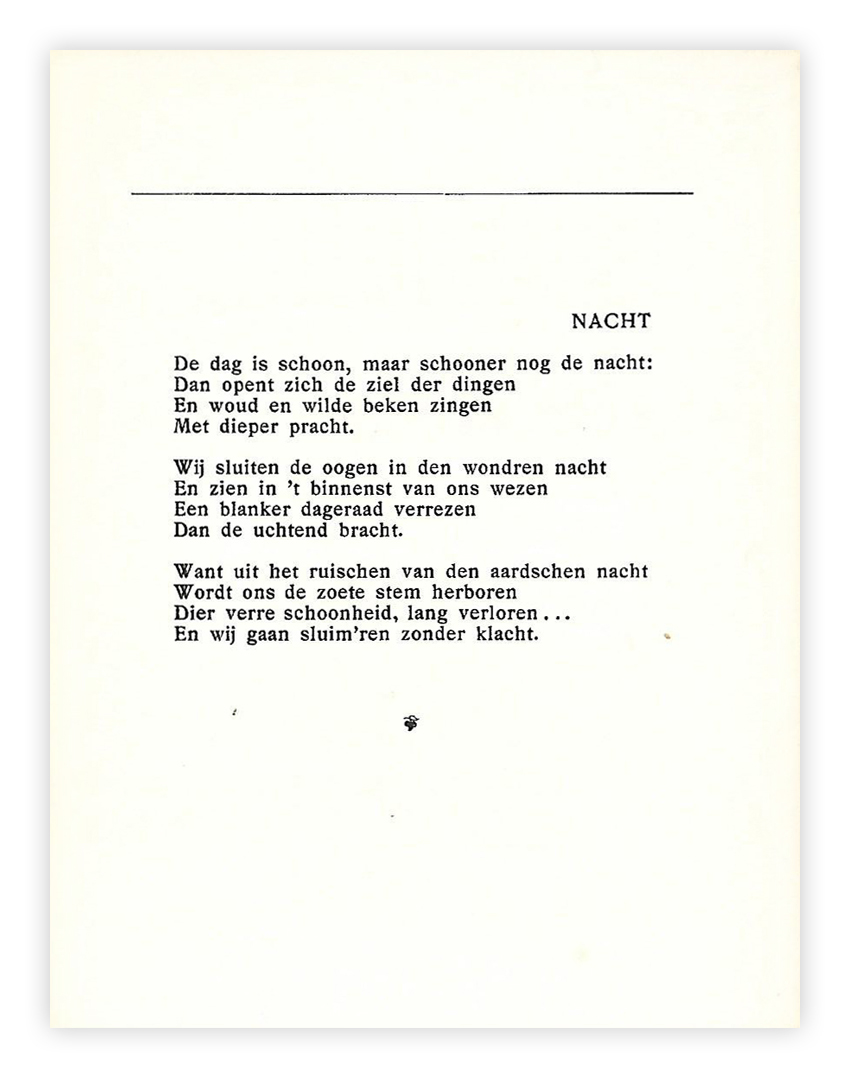 NACHT
De dag is schoon, maar schooner nog de nacht:
Dan opent zich de ziel der dingen
En woud en wilde beken zingen
Met dieper pracht.
Wij sluiten de oogen in den wondren nacht
En zien in ’t binnenst van ons wezen
Een blanker dageraad verrezen
Dan de uchtend bracht.
Want uit het ruischen van den aardschen nacht
Wordt ons de zoete stem herboren
Dier verre schoonheid, lang verloren...
En wij gaan sluim’ren zonder klacht.